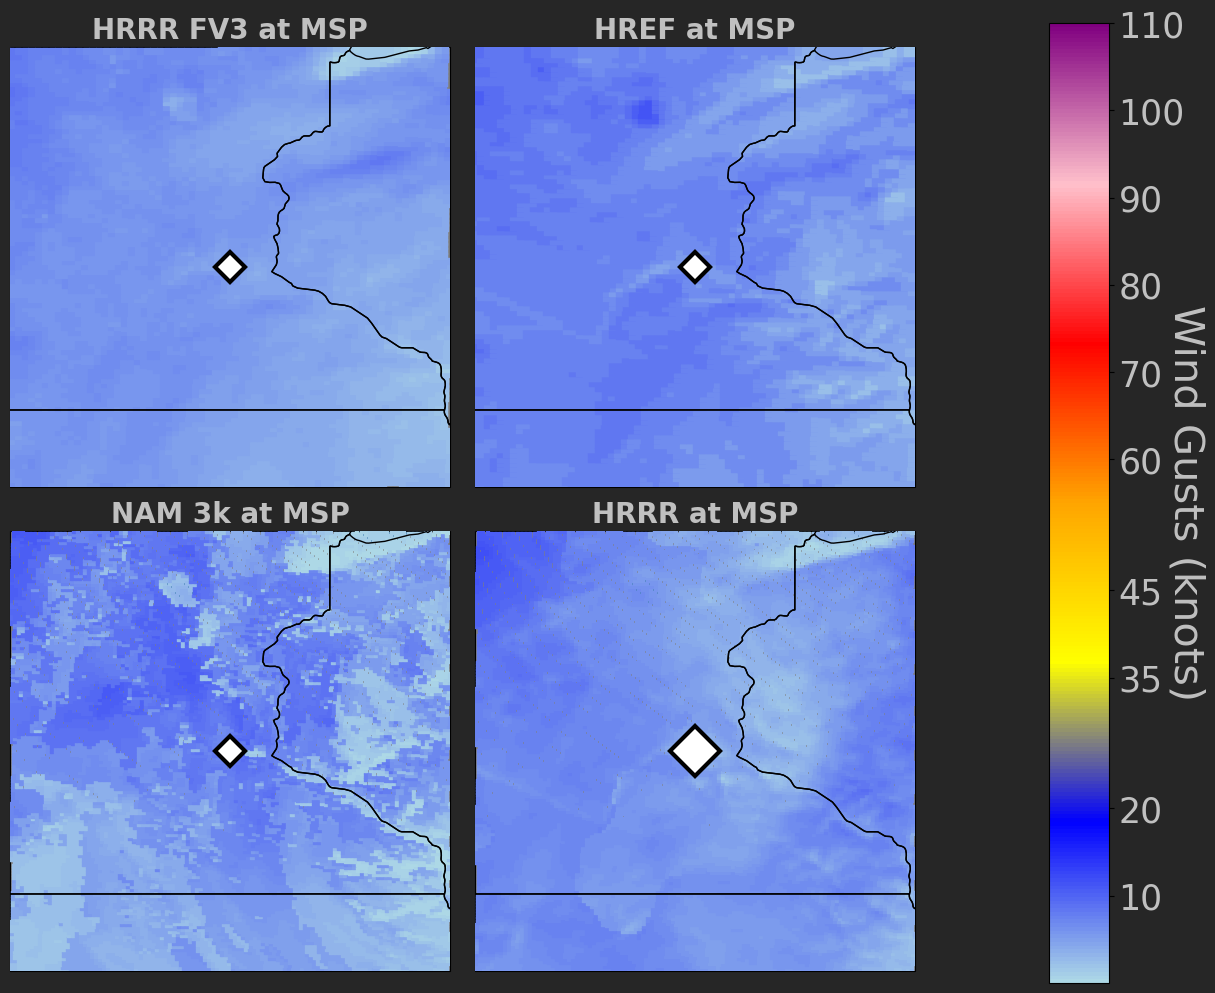 HRRR FV3 at MSP
HREF at MSP
NAM 3k at MSP
HRRR at MSP
110
100
90
80
70
60
45
35
20
10
Wind Gusts (knots)